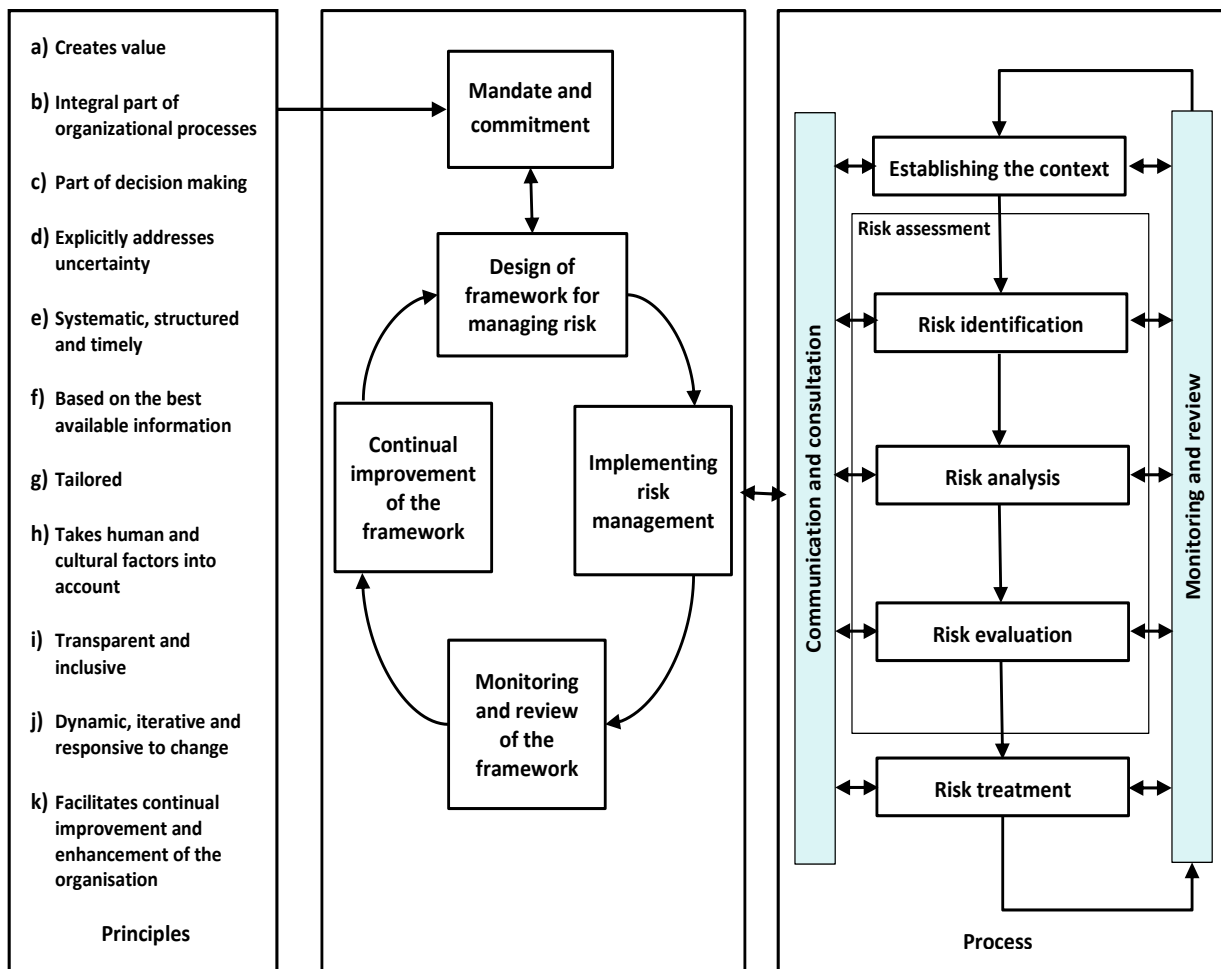 a) Creates value
b) Integral part of
organizational processes
c) Part of decision making
d) Explicitly addresses
uncertainty
e) Systematic, structured
and timely
f) Based on the best
available information
g) Tailored
h) Takes human and
cultural factors into
account
i) Transparent and
inclusive
j) Dynamic, iterative and
responsive to change
k) Facilitates continual
improvement and
enhancement of the
organisation
Principles
Mandate and
commitment
Design of
framework for
managing risk
Implementing
risk
management
Monitoring
and review
of the
framework
Continual
improvement
of the
framework
Communication and consultation
Establishing the context
Risk assessment
Risk identification
Risk analysis
Risk evaluation
Risk treatment
Monitoring and review
Process